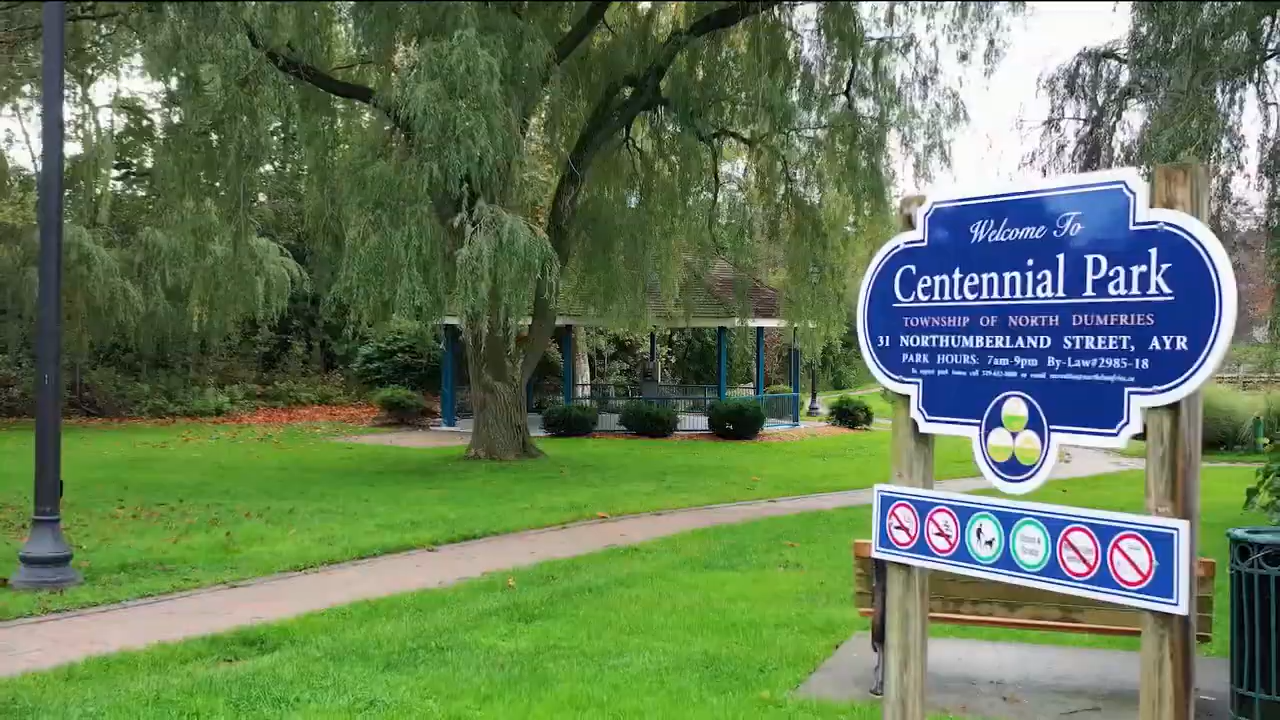 Welcome To
Centennial Park
TOWNSHIP OF NORTH DUMFRIES
31 NORTHUMBERLAND STREET, AYR
PARK HOURS: 7am-9pm By-Law#2985-18